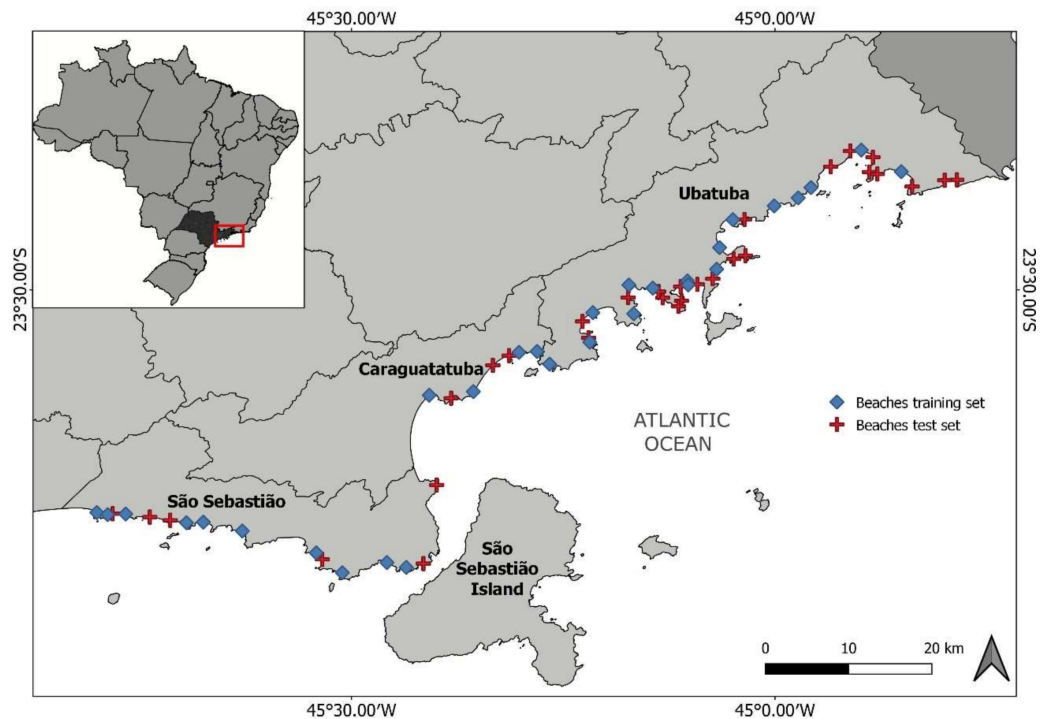 45°30.00′W
45°0.00′W
23°30.00′S
23°30.00′S
Ubatuba
Caraguatatuba
Beaches training set
Beaches test set
ATLANTIC
OCEAN
São Sebastião
São
Sebastião
Island
0
10
20 km
45°30.00′W
45°0.00′W